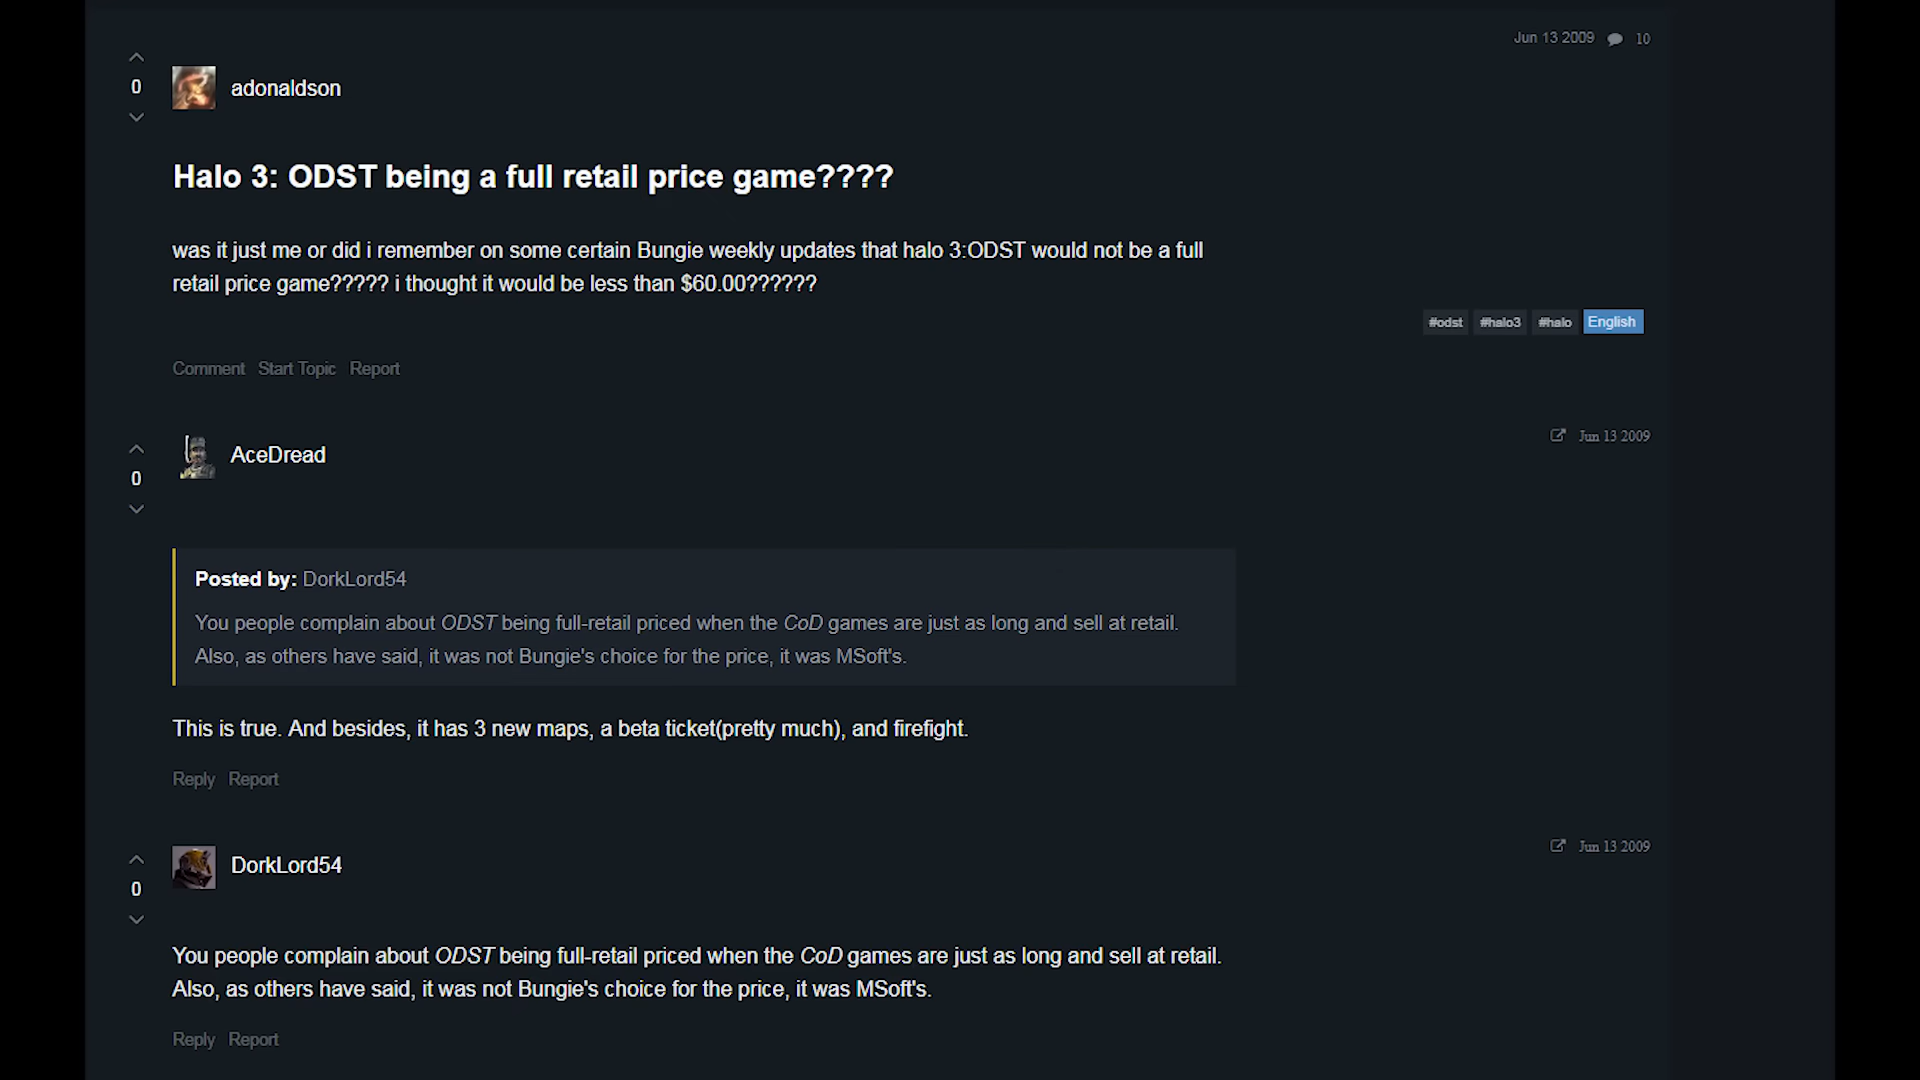 Jun 13 2009 10
0
adonaldson
Halo 3: ODST being a full retail price game????
was it just me or did i remember on some certain Bungie weekly updates that halo 3:ODST would not be a full
retail price game????? i thought it would be less than $60.00??????
#odst #halo3 #halo English
Comment Start Topic Report
Jun 13 2009
0
AceDread
Posted by: DorkLord54
You people complain about ODST being full-retail priced when the CoD games are just as long and sell at retail.
Also, as others have said, it was not Bungie's choice for the price, it was MSoft's.
This is true. And besides, it has 3 new maps, a beta ticket(pretty much), and firefight.
Reply Report
Jun 13 2009
0
DorkLord54
You people complain about ODST being full-retail priced when the CoD games are just as long and sell at retail.
Also, as others have said, it was not Bungie's choice for the price, it was MSoft's.
Reply Report